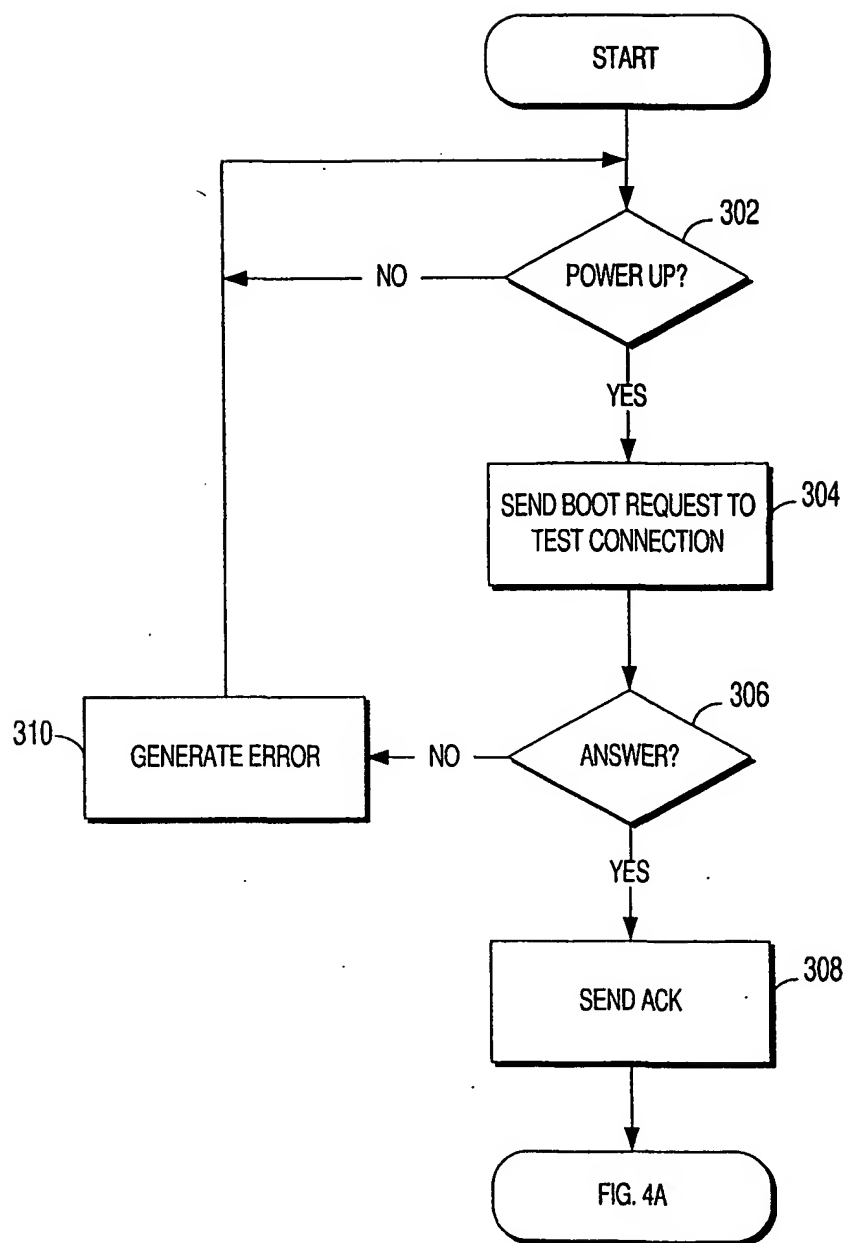 START
302
POWER UP?
NO
YES
SEND BOOT REQUEST TO
TEST CONNECTION
304
306
310
GENERATE ERROR
NO
ANSWER?
YES
308
SEND ACK
FIG. 4A